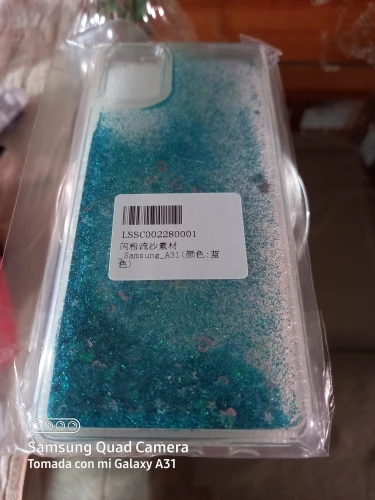 LSSC002280001
闪粉流沙素材
Samsung_A31(颜色:蓝
色)
Samsung Quad Camera
Tomada con mi Galaxy A31